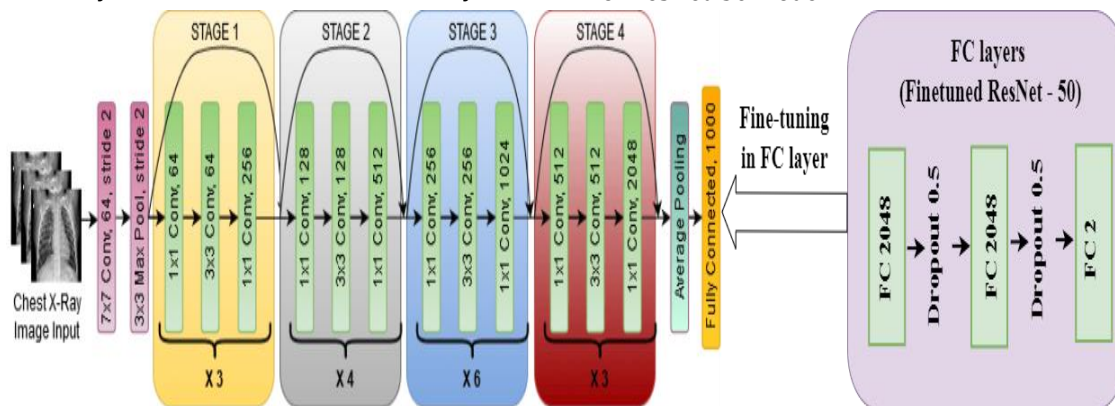 STAGE 1
STAGE 2
STAGE 3
STAGE 4
Chest X-Ray
Image Input
7x7 Conv, 64, stride 2
3x3 Max Pool, stride 2
1x1 Conv, 64
3x3 Conv, 64
1x1 Conv, 256
X 3
1x1 Conv, 128
3x3 Conv, 128
1x1 Conv, 512
X 4
1x1 Conv, 256
3x3 Conv, 256
1x1 Conv, 1024
X 6
1x1 Conv, 512
3x3 Conv, 512
1x1 Conv, 2048
X 3
Average Pooling
Fully Connected, 1000
Fine-tuning
in FC layer
FC layers
(Finetuned ResNet - 50)
FC 2048
Dropout 0.5
FC 2048
Dropout 0.5
FC 2